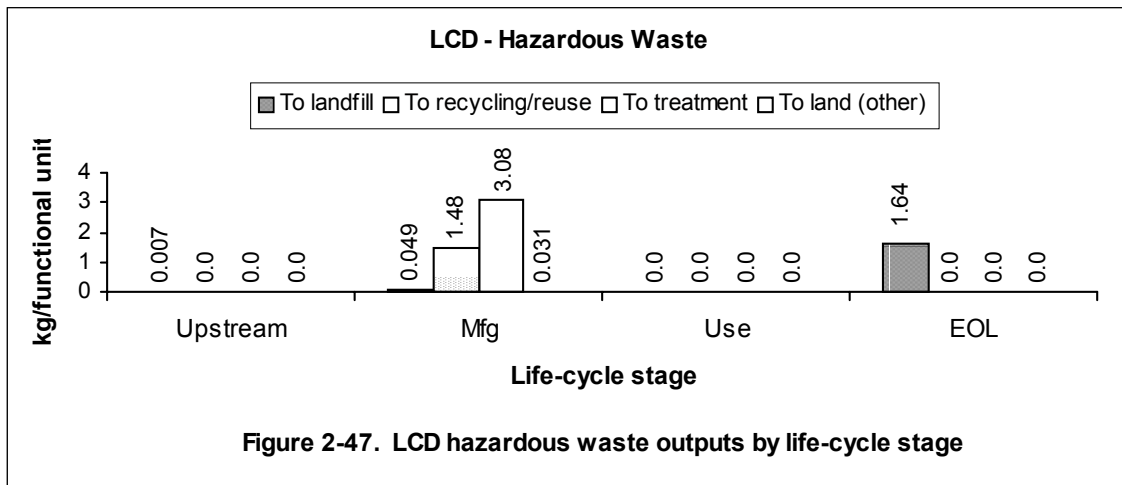 LCD - Hazardous Waste
To landfill To recycling/reuse To treatment To land (other)
kg/functional unit
4
3
2
1
0
0.007 0.0 0.0 0.0
0.049 1.48 3.08 0.031
0.0 0.0 0.0 0.0
1.64 0.0 0.0 0.0
Upstream Mfg Use EOL
Life-cycle stage
Figure 2-47. LCD hazardous waste outputs by life-cycle stage